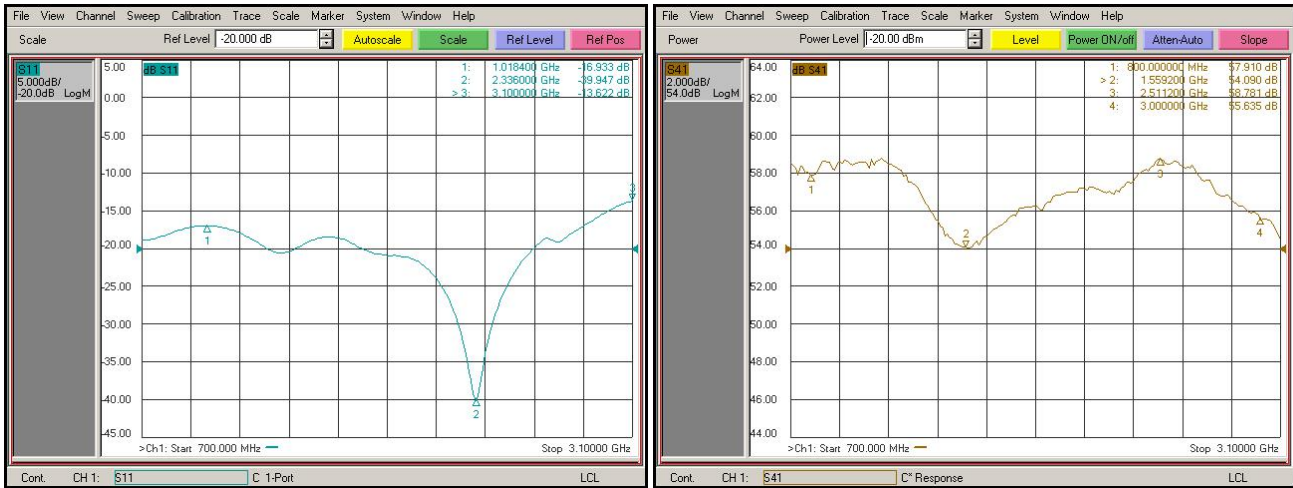 File View Channel Sweep Calibration Trace Scale Marker System Window Help
Scale Ref Level -20.000 dB Autoscale Scale Ref Level Ref Pos
S11
5.000dB/
-20.0dB LogM
dB S11
1: 1.018400 GHz -16.933 dB
2: 2.336000 GHz -39.947 dB
> 3: 3.100000 GHz -13.622 dB
5.00
0.00
-5.00
-10.00
-15.00
-20.00
-25.00
-30.00
-35.00
-40.00
-45.00
1
2
3
>Ch1: Start 700.000 MHz
Stop 3.10000 GHz
Cont. CH 1: S11 C 1-Port LCL
File View Channel Sweep Calibration Trace Scale Marker System Window Help
Power Power Level -20.00 dBm Level Power ON/off Atten-Auto Slope
S41
2.000dB/
54.0dB LogM
dB S41
1: 800.000000 MHz 57.910 dB
> 2: 1.559200 GHz 54.090 dB
3: 2.511200 GHz 58.781 dB
4: 3.000000 GHz 55.635 dB
64.00
62.00
60.00
58.00
56.00
54.00
52.00
50.00
48.00
46.00
44.00
1
2
3
4
>Ch1: Start 700.000 MHz
Stop 3.10000 GHz
Cont. CH 1: S41 C* Response LCL